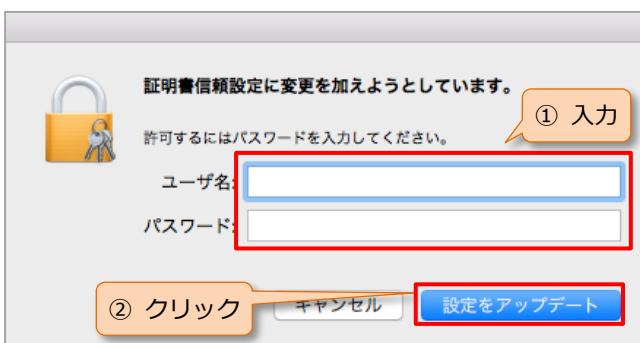 証明書信頼設定に変更を加えようとしています。
① 入力
許可するにはパスワードを入力してください。
ユーザ名:
パスワード:
② クリック
キャンセル
設定をアップデート